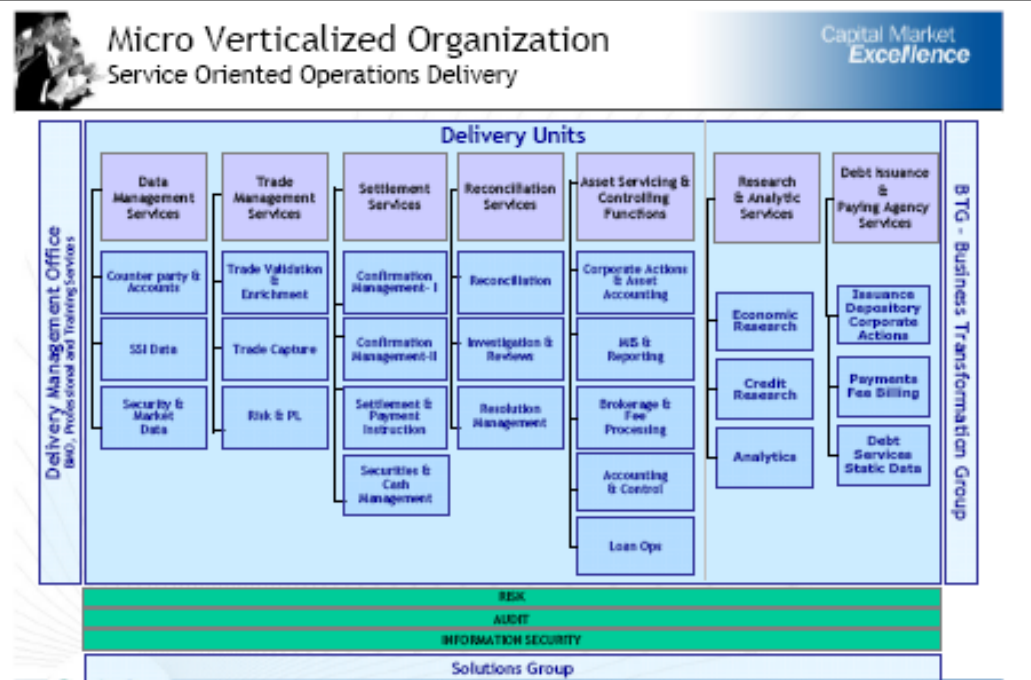 Micro Verticalized Organization
Service Oriented Operations Delivery
Capital Market
Excellence
Delivery Management Office
BMO, Professional and Training Services
Delivery Units
Data
Management
Services
Counter party &
Accounts
SSI Data
Security &
Market
Data
Trade
Management
Services
Trade Validation
&
Enrichment
Trade Capture
Risk & PL
Settlement
Services
Confirmation
Management- I
Confirmation
Management-II
Settlement &
Payment
Instruction
Securities &
Cash
Management
Reconciliation
Services
Reconciliation
Investigation &
Reviews
Resolution
Management
Asset Servicing &
Controlling
Functions
Corporate Actions
& Asset
Accounting
MIS &
Reporting
Brokerage &
Fee
Processing
Accounting
& Control
Loan Ops
Research
& Analytic
Services
Economic
Research
Credit
Research
Analytics
Debt Issuance
&
Paying Agency
Services
Issuance
Depository
Corporate
Actions
Payments
Fee Billing
Debt
Services
Static Data
BTG - Business Transformation Group
RISK
AUDIT
INFORMATION SECURITY
Solutions Group